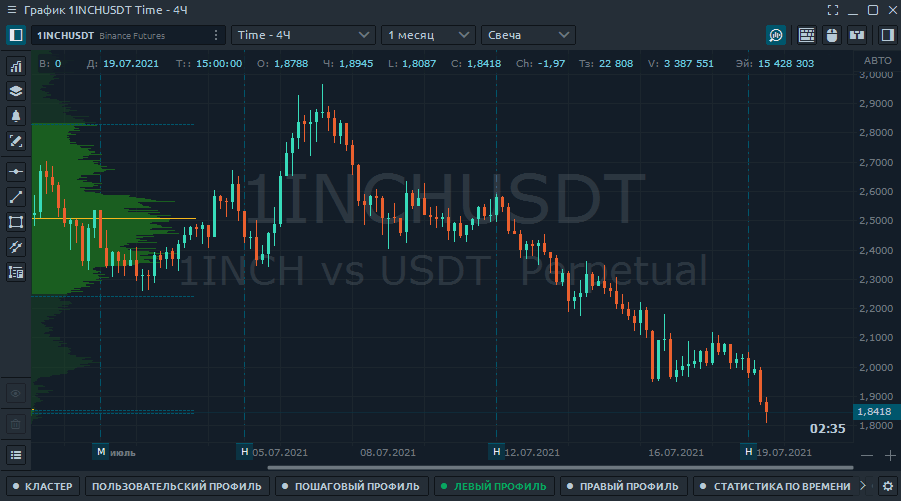 График 1INCHUSDT Time - 4Ч
1INCHUSDT Binance Futures
Time - 4Ч
1 месяц
Свеча
В: 0 Д: 19.07.2021 Т: 15:00:00 О: 1,8788 Ч: 1,8945 L: 1,8087 С: 1,8418 Ch: -1,97 Тз: 22 808 V: 3 387 551 Эй: 15 428 303
АВТО
3,0000
2,9000
2,8000
2,7000
2,6000
2,5000
2,4000
2,3000
2,2000
2,1000
2,0000
1,9000
1,8418
1,8000
1INCHUSDT
1INCH vs USDT - Perpetual
02:35
М июль Н 05.07.2021 08.07.2021 Н 12.07.2021 16.07.2021 Н 19.07.2021
КЛАСТЕР
ПОЛЬЗОВАТЕЛЬСКИЙ ПРОФИЛЬ
ПОШАГОВЫЙ ПРОФИЛЬ
ЛЕВЫЙ ПРОФИЛЬ
ПРАВЫЙ ПРОФИЛЬ
СТАТИСТИКА ПО ВРЕМЕНИ